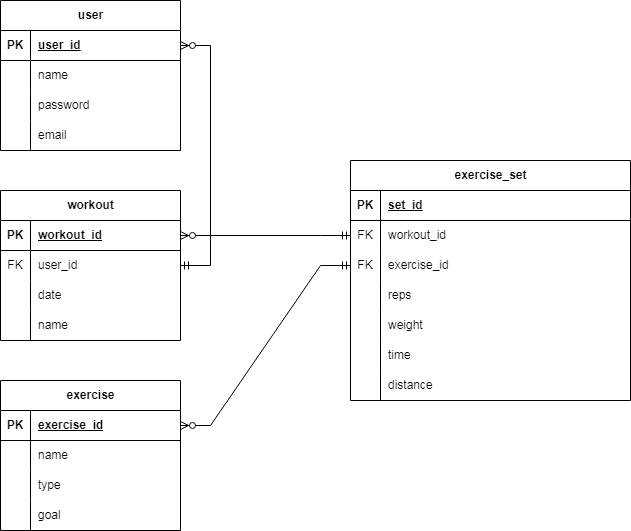 user
PK user_id
name
password
email
workout
PK workout_id
FK user_id
date
name
exercise
PK exercise_id
name
type
goal
exercise_set
PK set_id
FK workout_id
FK exercise_id
reps
weight
time
distance